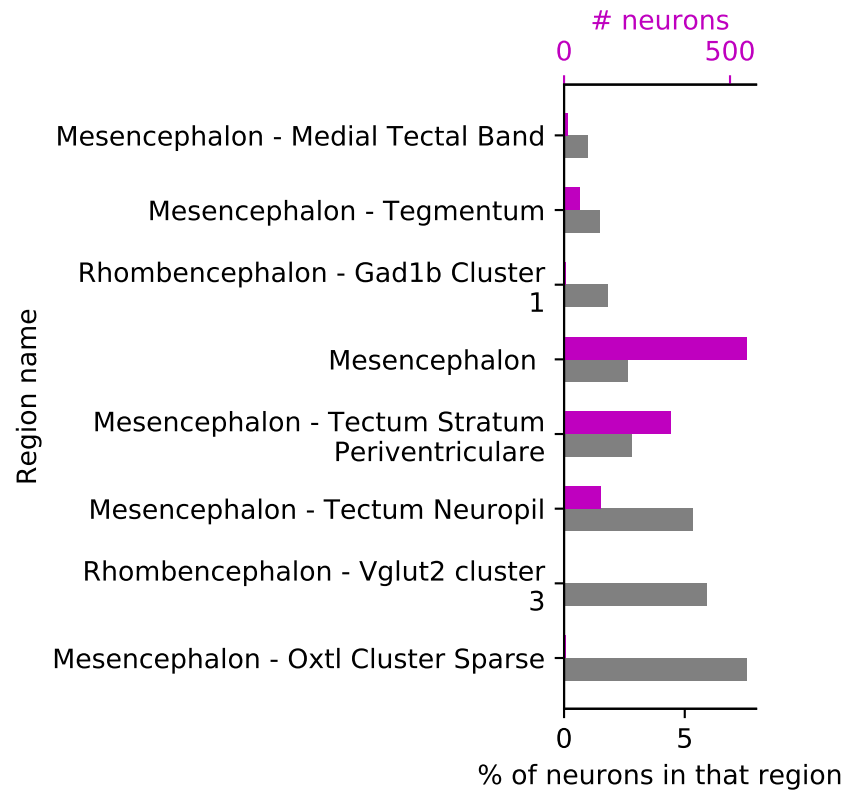 # neurons
0 500
Mesencephalon - Medial Tectal Band
Mesencephalon - Tegmentum
Rhombencephalon - Gad1b Cluster
1
Mesencephalon
Mesencephalon - Tectum Stratum
Periventriculare
Mesencephalon - Tectum Neuropil
Rhombencephalon - Vglut2 cluster
3
Mesencephalon - Oxtl Cluster Sparse
Region name
0 5
% of neurons in that region